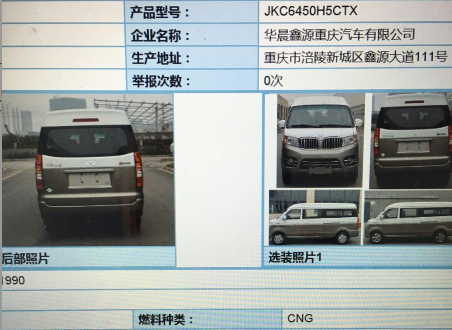 产品型号： JKC6450H5CTX
企业名称： 华晨鑫源重庆汽车有限公司
生产地址： 重庆市涪陵新城区鑫源大道111号
举报次数： 0次
后部照片 选装照片1
1990
燃料种类： CNG